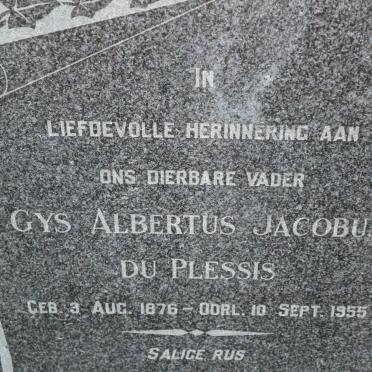 IN
LIEFDEVOLLE HERINNERING AAN
ONS DIERBARE VADER
GYS ALBERTUS JACOBU
DU PLESSIS
GEB. 3 AUG. 1876 – OORL. 10 SEPT. 1955
SALIGE RUS